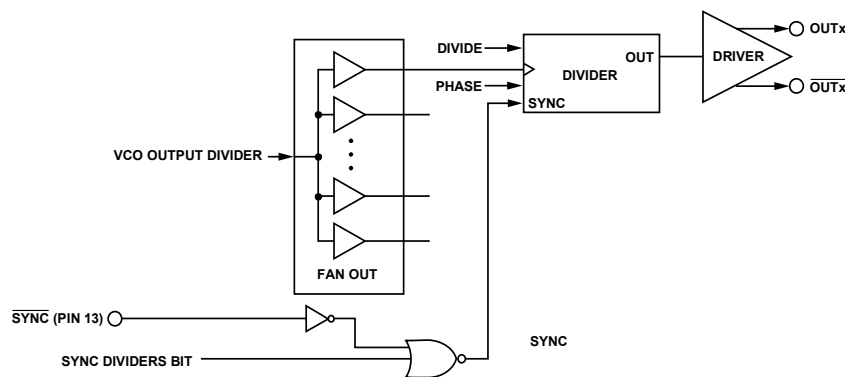 DIVIDE
OUT
DIVIDER
PHASE
SYNC
DRIVER
OUTx
OUTx
VCO OUTPUT DIVIDER
FAN OUT
SYNC (PIN 13)
SYNC DIVIDERS BIT
SYNC